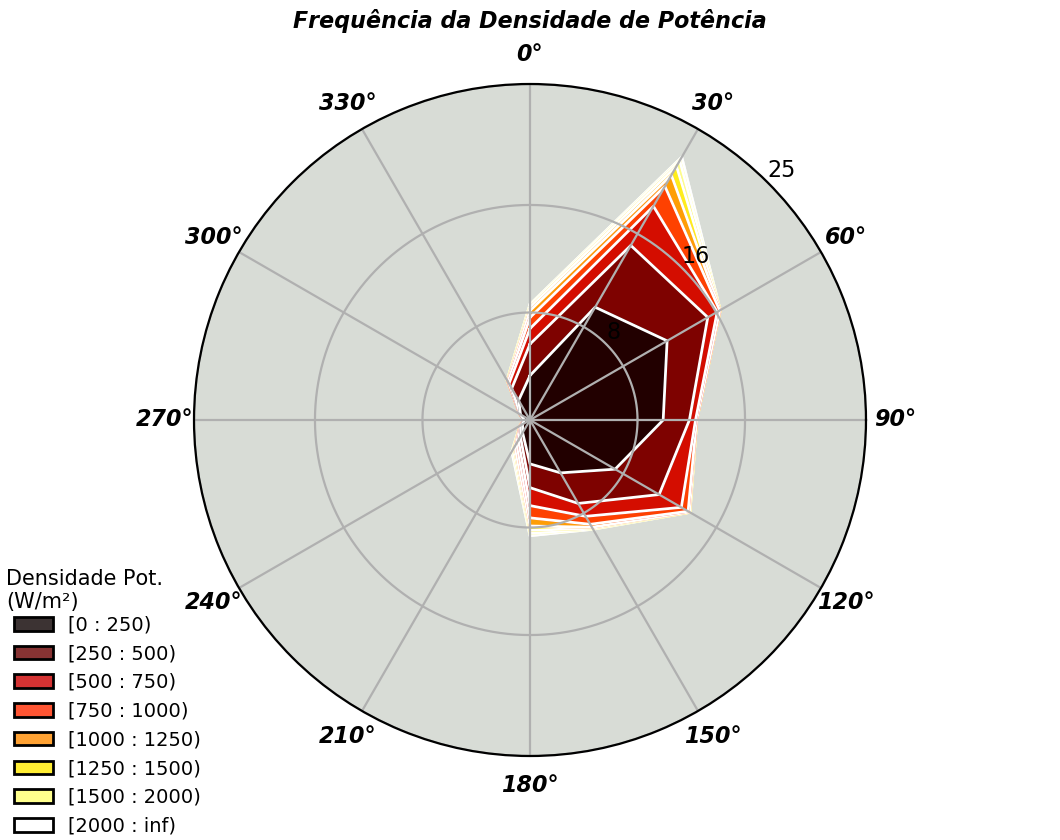 Frequência da Densidade de Potência
0°
330°
30°
25
300°
60°
16
8
270°
90°
240°
120°
210°
150°
180°
Densidade Pot.
(W/m²)
[0 : 250)
[250 : 500)
[500 : 750)
[750 : 1000)
[1000 : 1250)
[1250 : 1500)
[1500 : 2000)
[2000 : inf)